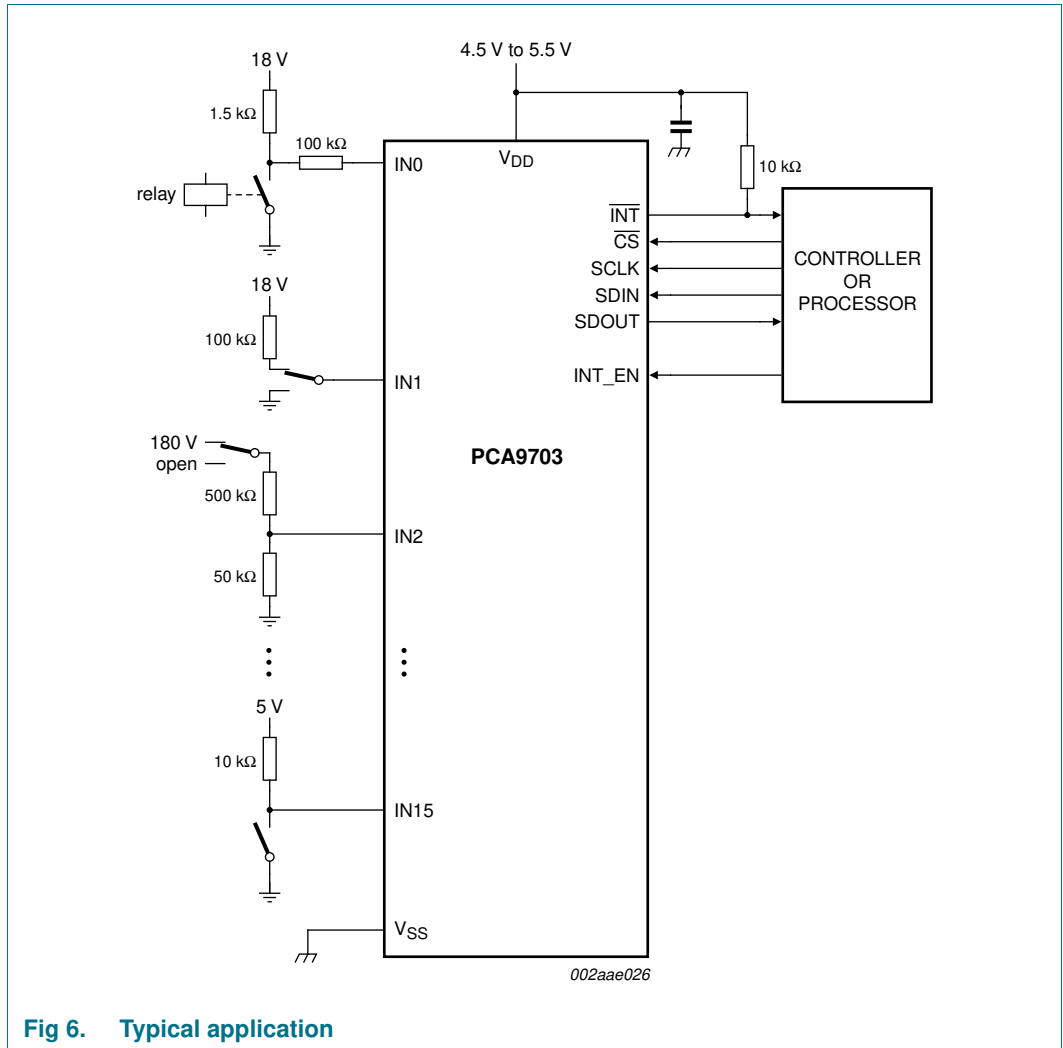 4.5 V to 5.5 V
18 V
1.5 kΩ
100 kΩ
IN0
VDD
10 kΩ
relay
INT
CS
SCLK
SDIN
SDOUT
INT_EN
CONTROLLER
OR
PROCESSOR
18 V
100 kΩ
IN1
180 V
open
PCA9703
500 kΩ
IN2
50 kΩ
5 V
10 kΩ
IN15
VSS
002aae026
Fig 6. Typical application